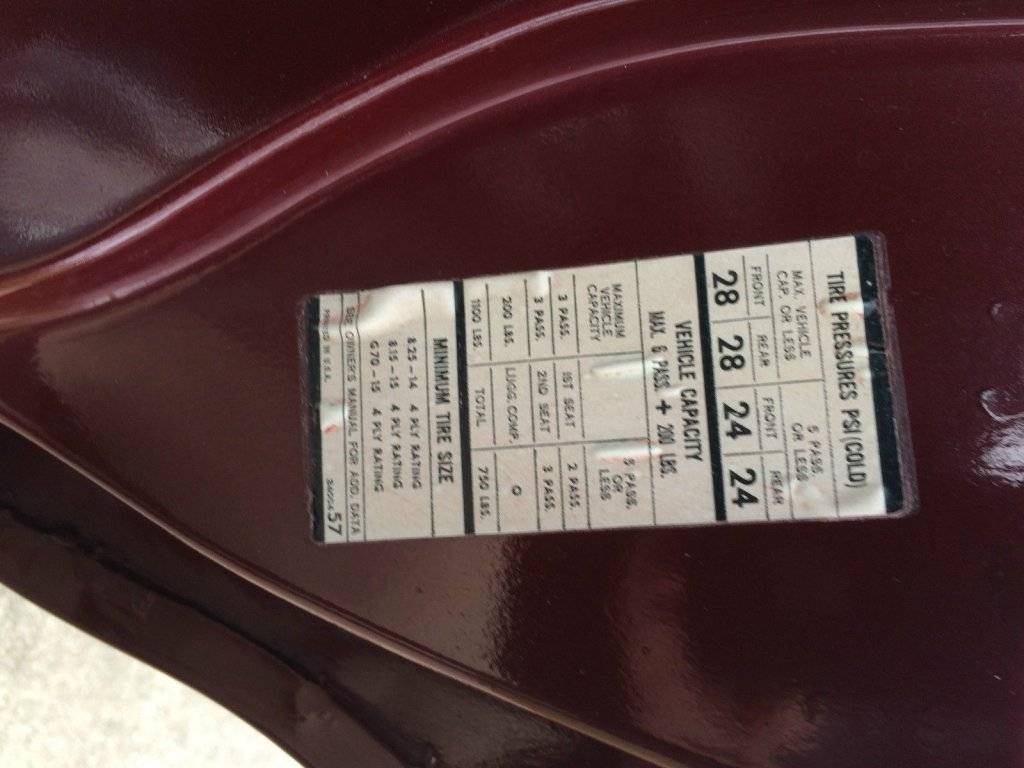 TIRE PRESSURES PSI (COLD)
MAX. VEHICLE CAP. OR LESS 5 PASS. OR LESS
FRONT REAR FRONT REAR
28 28 24 24
VEHICLE CAPACITY
MAX. 6 PASS. + 200 LBS.
MAXIMUM VEHICLE CAPACITY 5 PASS. OR LESS
3 PASS. 1ST SEAT 2 PASS.
3 PASS. 2ND SEAT 3 PASS.
200 LBS. LUGG. COMP. 0
1100 LBS. TOTAL 750 LBS.
MINIMUM TIRE SIZE
8:25-14 4 PLY RATING
8:15-15 4 PLY RATING
G70-15 4 PLY RATING
SEE OWNER'S MANUAL FOR ADD. DATA
PRINTED IN U.S.A. 57